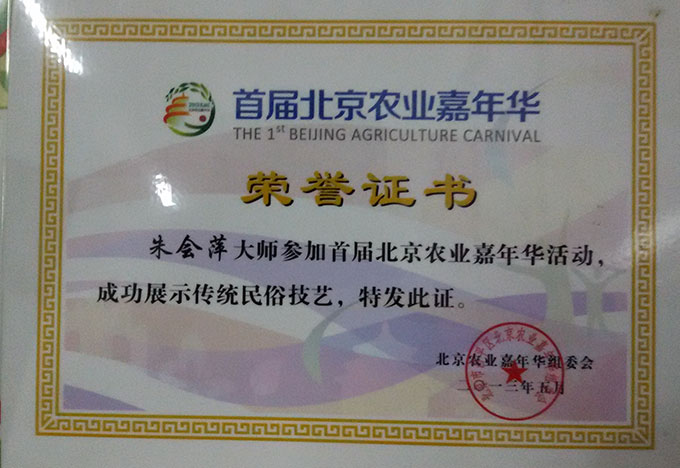 首届北京农业嘉年华
THE 1st BEIJING AGRICULTURE CARNIVAL
荣誉证书
朱会萍大师参加首届北京农业嘉年华活动，
成功展示传统民俗技艺，特发此证。
北京农业嘉年华组委会
二〇一三年五月